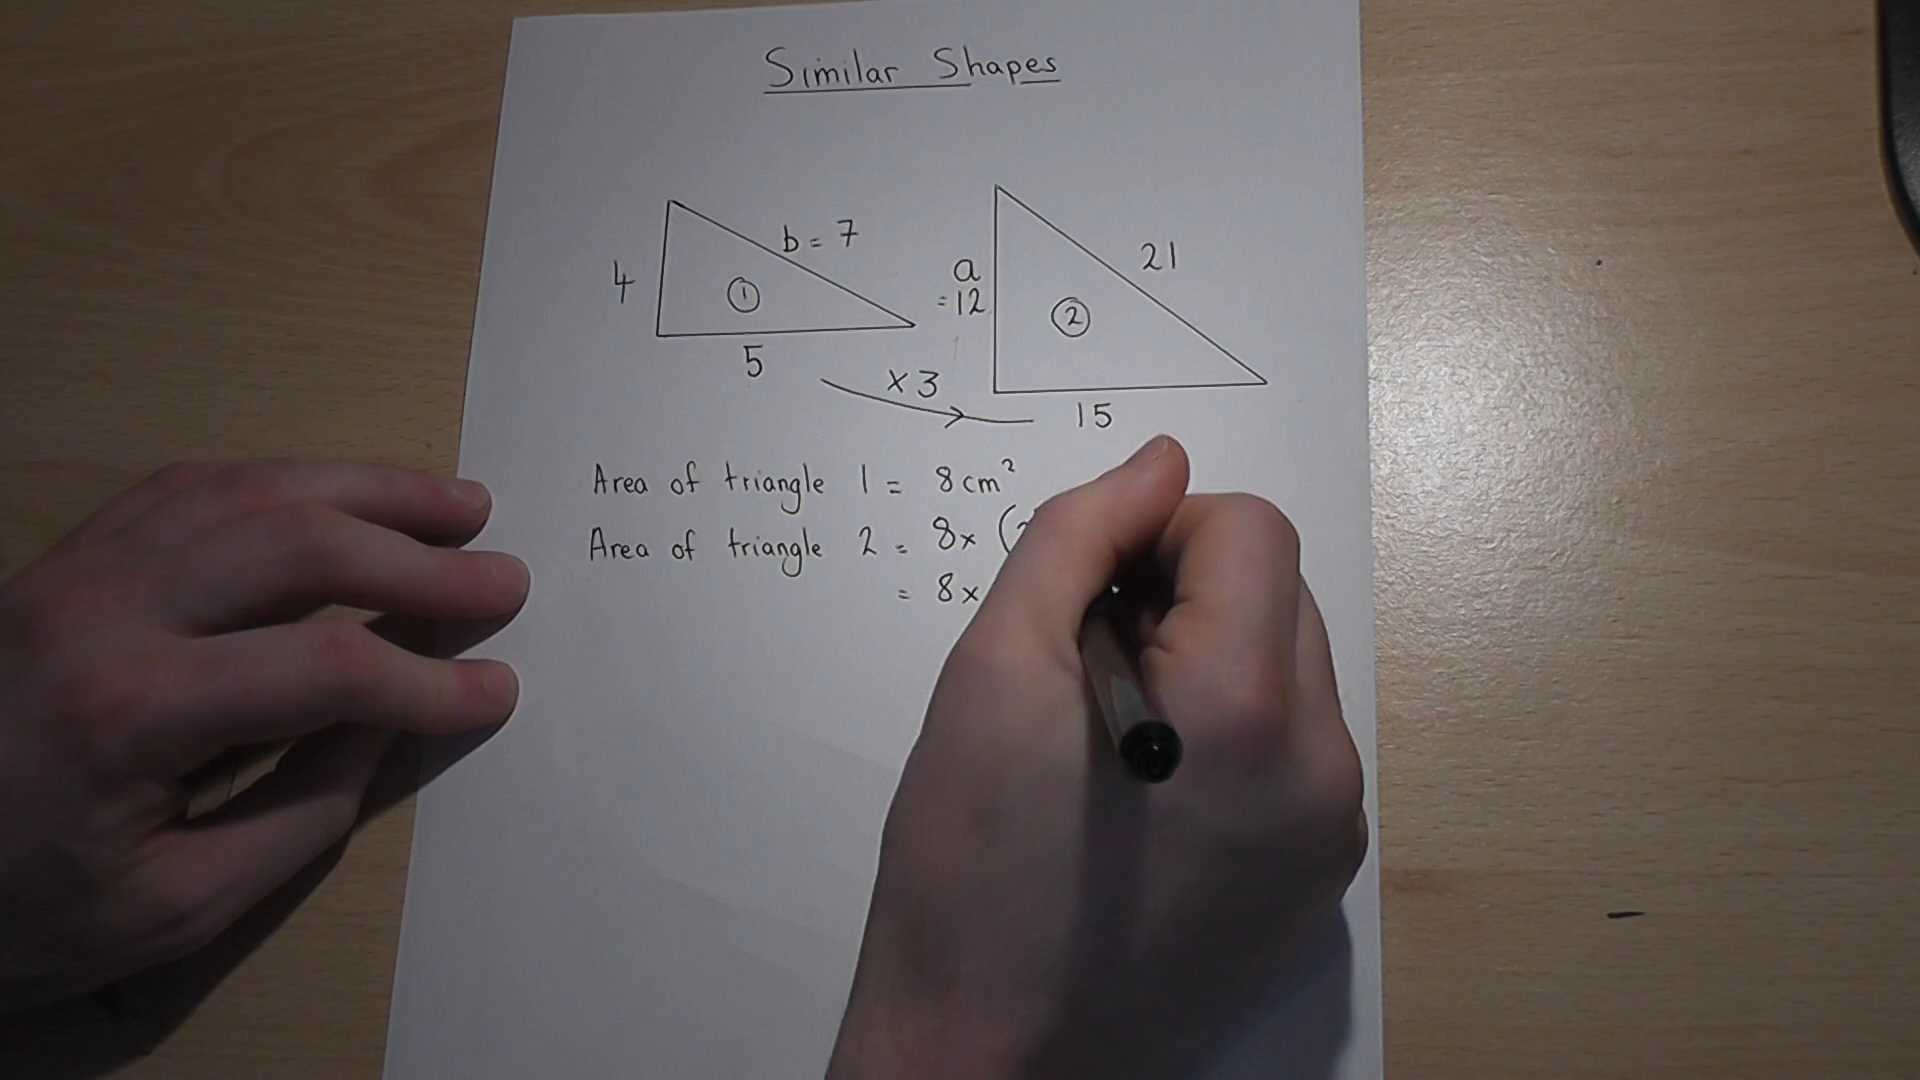 Similar Shapes
4
b = 7
①
5
a
= 12
21
②
15
× 3
Area of triangle 1 = 8 cm²
Area of triangle 2 = 8 × (
= 8 ×